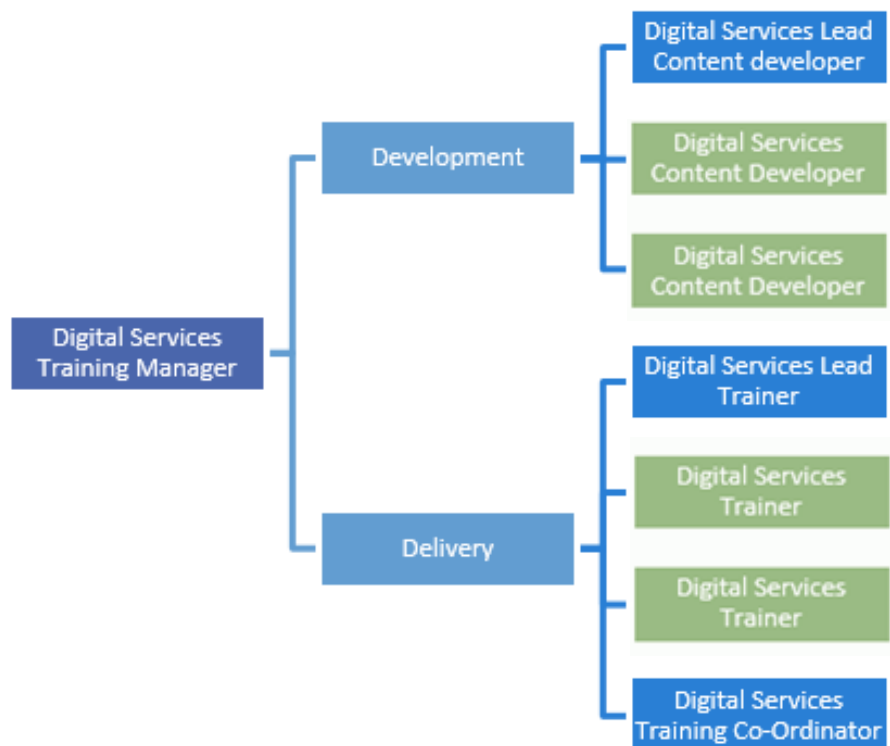 Digital Services Lead
Content developer
Development
Digital Services
Content Developer
Digital Services
Content Developer
Digital Services
Training Manager
Digital Services Lead
Trainer
Digital Services
Trainer
Delivery
Digital Services
Trainer
Digital Services
Training Co-Ordinator